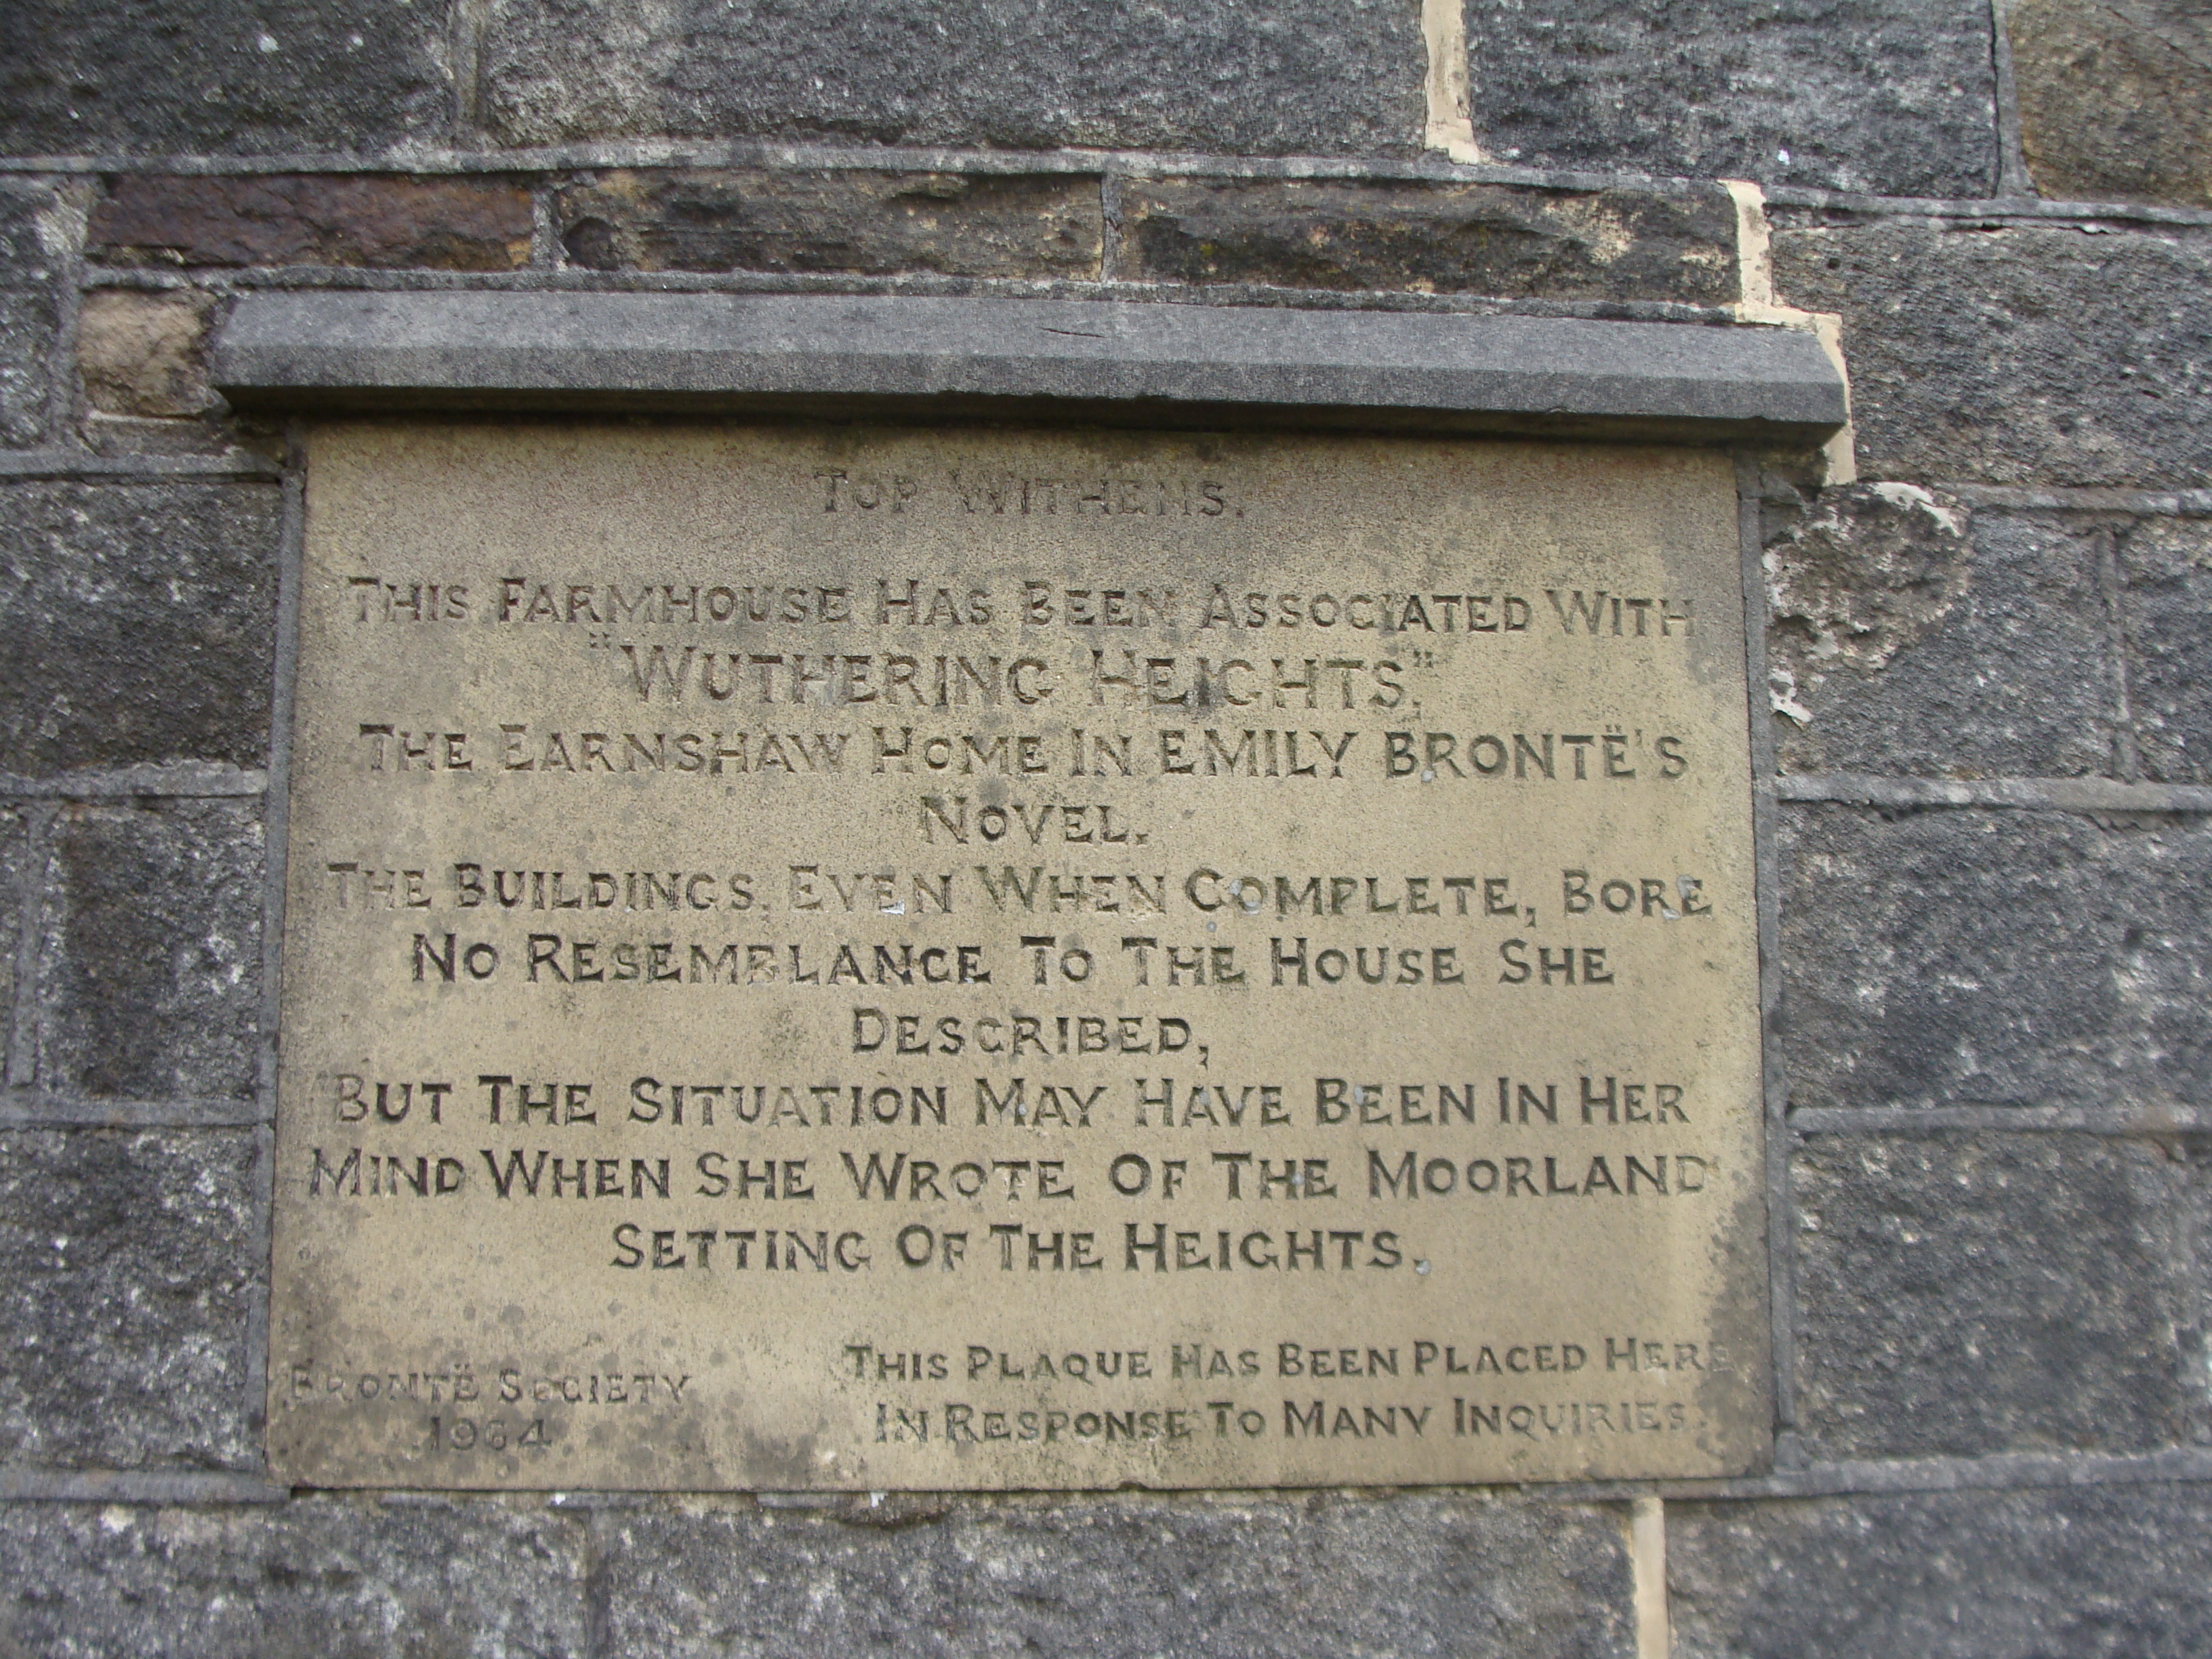 TOP WITHENS.
THIS FARMHOUSE HAS BEEN ASSOCIATED WITH
"WUTHERING HEIGHTS".
THE EARNSHAW HOME IN EMILY BRONTË'S
NOVEL.
THE BUILDINGS, EVEN WHEN COMPLETE, BORE
NO RESEMBLANCE TO THE HOUSE SHE
DESCRIBED,
BUT THE SITUATION MAY HAVE BEEN IN HER
MIND WHEN SHE WROTE OF THE MOORLAND
SETTING OF THE HEIGHTS.
BRONTË SOCIETY
1964
THIS PLAQUE HAS BEEN PLACED HERE
IN RESPONSE TO MANY INQUIRIES.